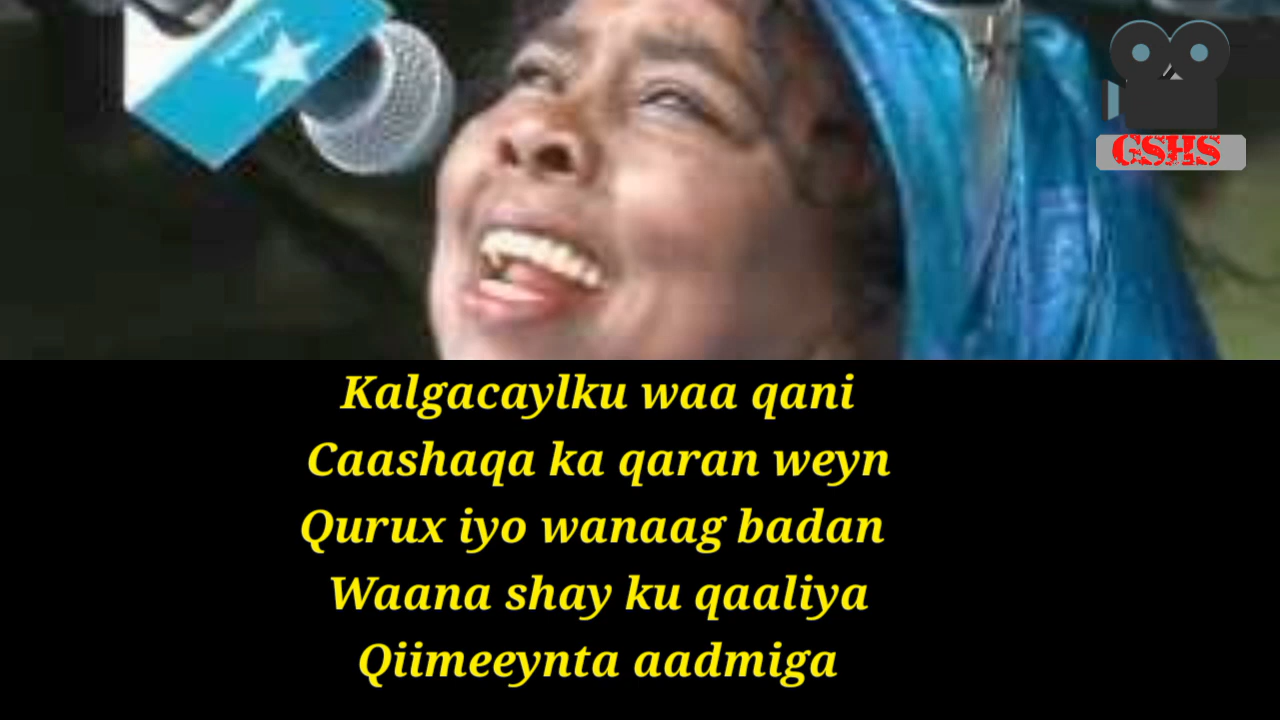 GSHS
Kalgacaylku waa qani
Caashaqa ka qaran weyn
Qurux iyo wanaag badan
Waana shay ku qaaliya
Qiimeeynta aadmiga